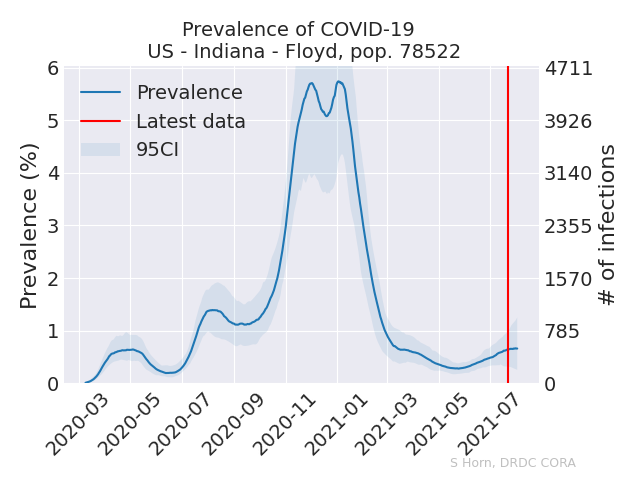 Prevalence of COVID-19
US - Indiana - Floyd, pop. 78522
Prevalence
Latest data
95CI
Prevalence (%)
6
5
4
3
2
1
0
# of infections
4711
3926
3140
2355
1570
785
0
2020-03
2020-05
2020-07
2020-09
2020-11
2021-01
2021-03
2021-05
2021-07
S Horn, DRDC CORA